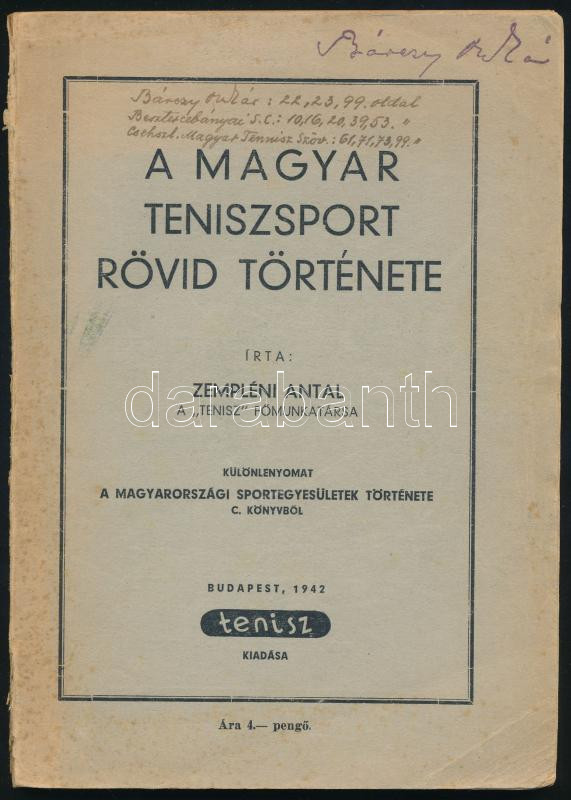 Bárczy Oszkár
Bárczy Oszkár : 22, 23, 99. oldal
Besztercebányai S.C. : 10, 16, 20, 39, 53. "
Csehszl. Magyar Tennisz Szöv. : 61, 71, 73, 99. "
A MAGYAR
TENISZSPORT
RÖVID TÖRTÉNETE
ÍRTA:
ZEMPLÉNI ANTAL
A „TENISZ” FŐMUNKATÁRSA
darabanth
KÜLÖNLENYOMAT
A MAGYARORSZÁGI SPORTEGYESÜLETEK TÖRTÉNETE
C. KÖNYVBŐL
BUDAPEST, 1942
tenisz
KIADÁSA
Ára 4.— pengő.